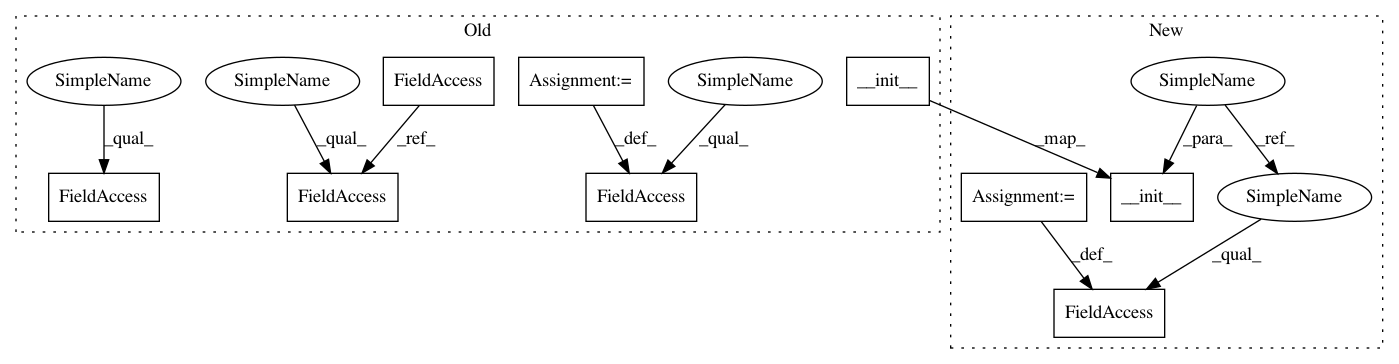 Old
New
SimpleName
SimpleName
FieldAccess
Assignment:=
SimpleName
__init__
SimpleName
_qual_
_qual_
_ref_
_def_
_qual_
_map_
_para_
_ref_
FieldAccess
FieldAccess
FieldAccess
Assignment:=
__init__
SimpleName
_def_
_qual_
FieldAccess